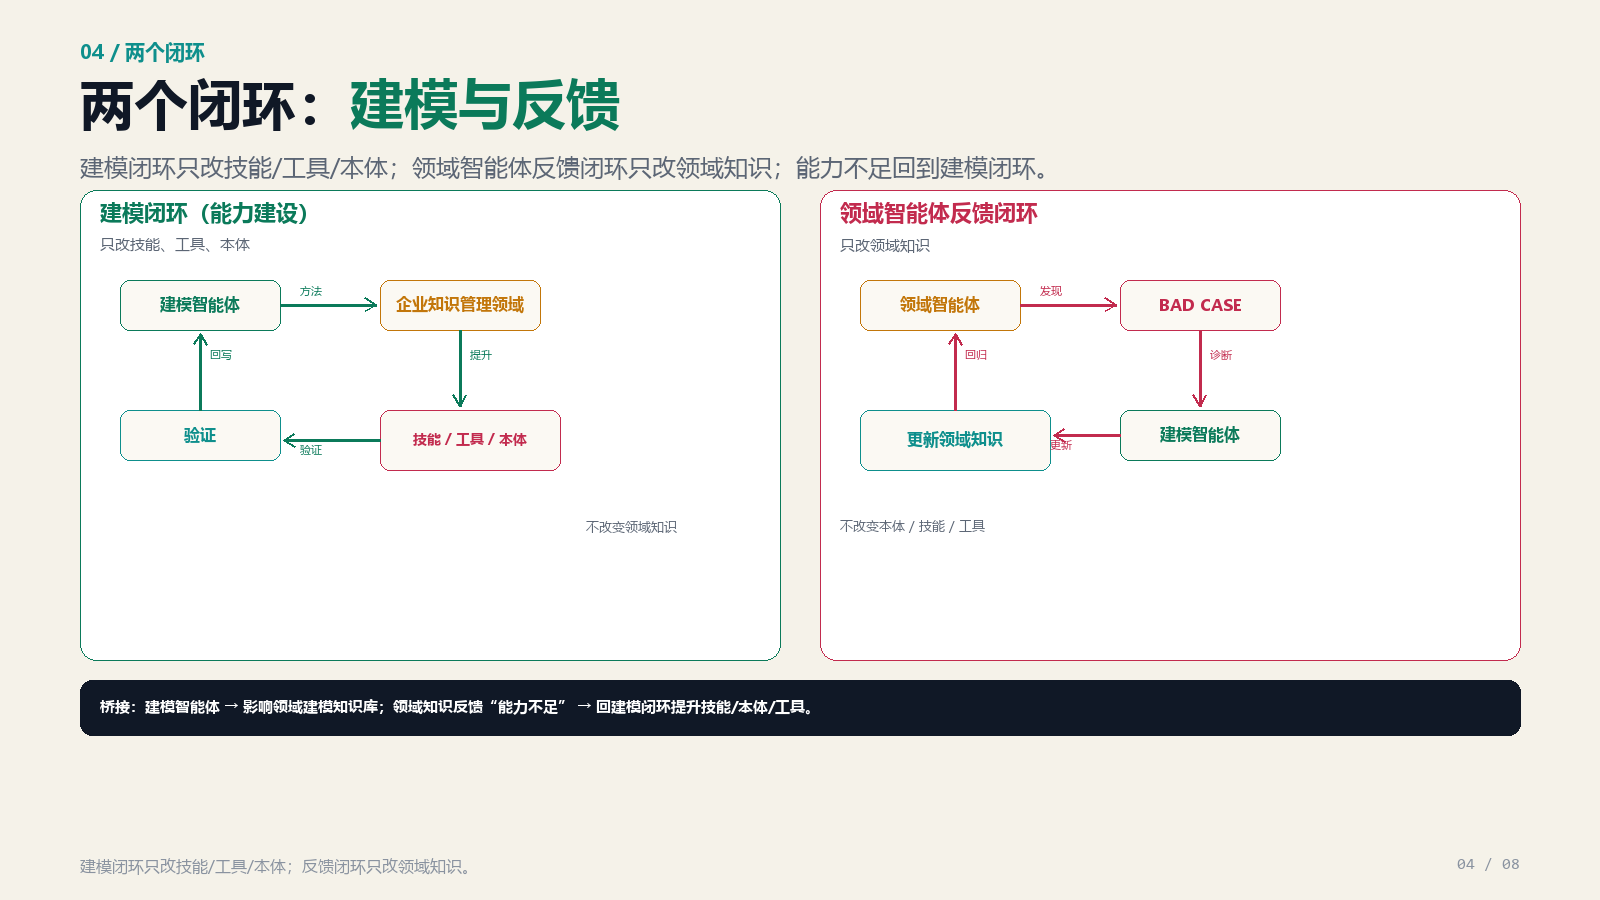 04 / 两个闭环
两个闭环：建模与反馈
建模闭环只改技能/工具/本体；领域智能体反馈闭环只改领域知识；能力不足回到建模闭环。
建模闭环（能力建设）
只改技能、工具、本体
建模智能体
方法
企业知识管理领域
回写
提升
验证
验证
技能 / 工具 / 本体
不改变领域知识
领域智能体反馈闭环
只改领域知识
领域智能体
发现
BAD CASE
回归
诊断
更新领域知识
更新
建模智能体
不改变本体 / 技能 / 工具
桥接：建模智能体 → 影响领域建模知识库；领域知识反馈“能力不足” → 回建模闭环提升技能/本体/工具。
建模闭环只改技能/工具/本体；反馈闭环只改领域知识。
04 / 08